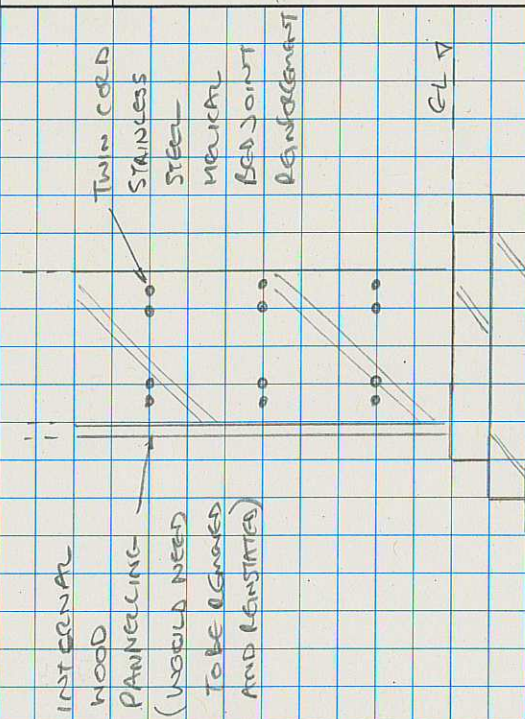 TWIN CORD
STAINLESS
STEEL
HELICAL
BED JOINT
REINFORCEMENT
GL
INTERNAL
WOOD
PANNELLING
(WOULD NEED
TO BE REMOVED
AND REINSTATED)